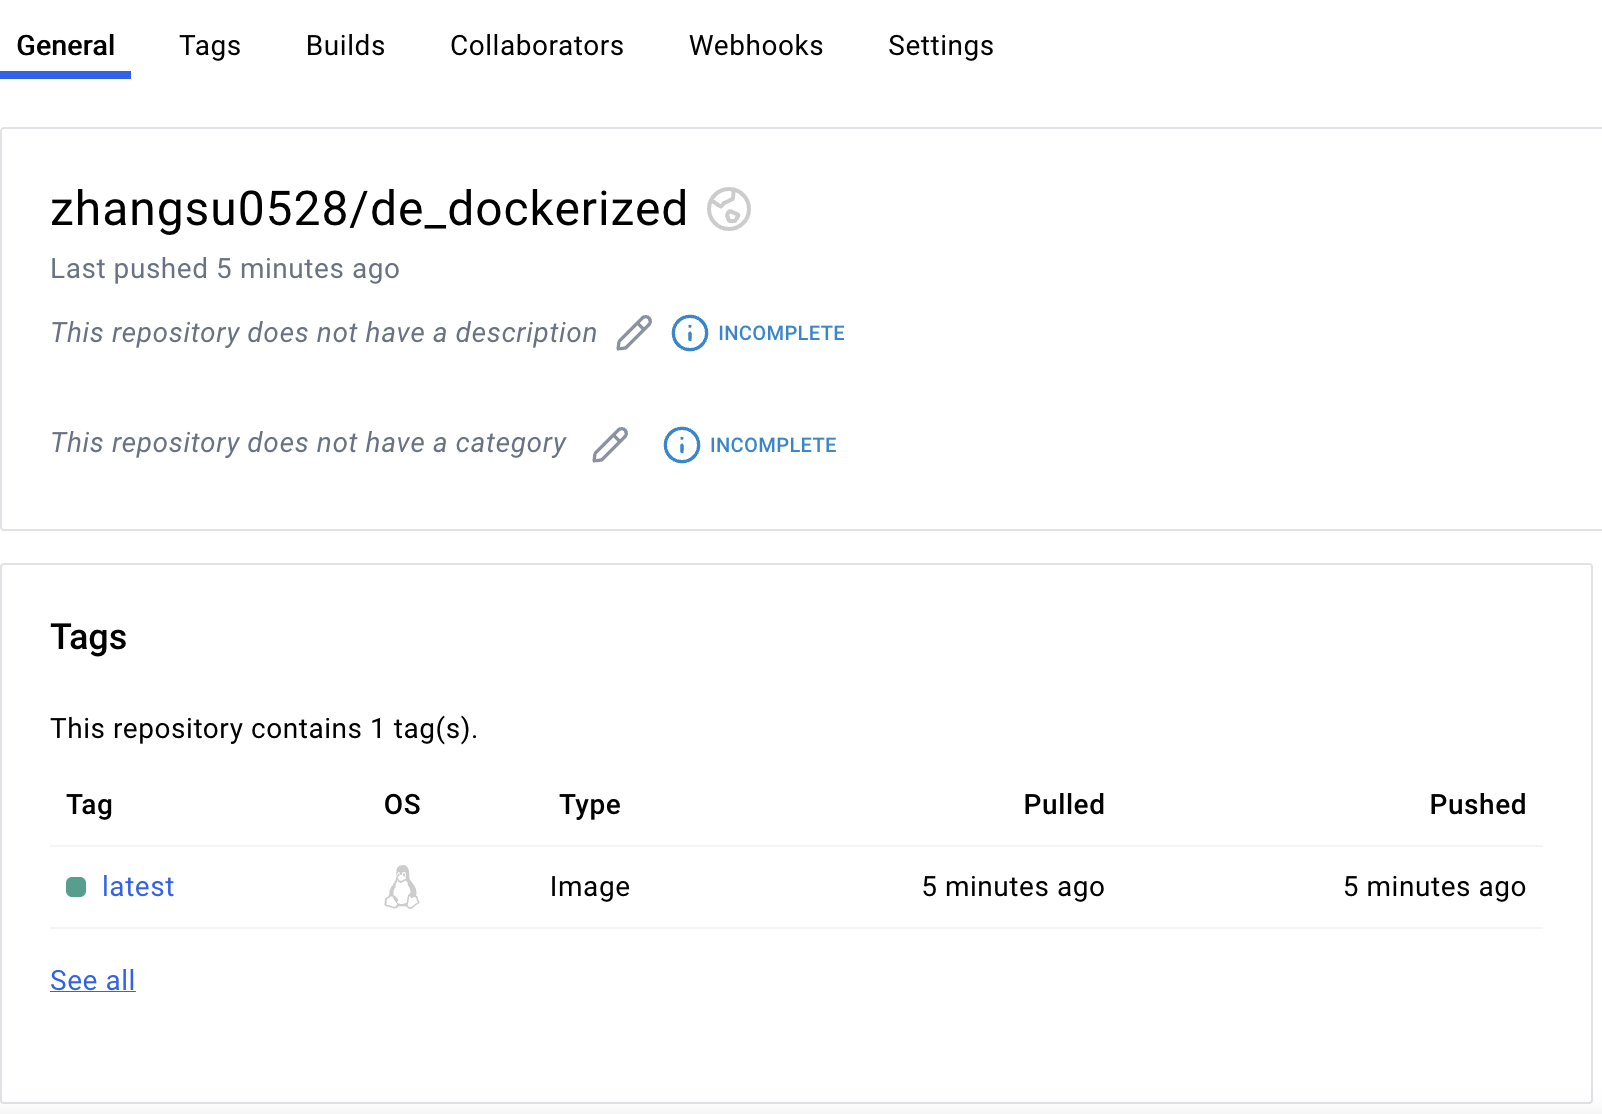 General Tags Builds Collaborators Webhooks Settings
zhangsu0528/de_dockerized
Last pushed 5 minutes ago
This repository does not have a description INCOMPLETE
This repository does not have a category INCOMPLETE
Tags
This repository contains 1 tag(s).
Tag OS Type Pulled Pushed
latest Image 5 minutes ago 5 minutes ago
See all